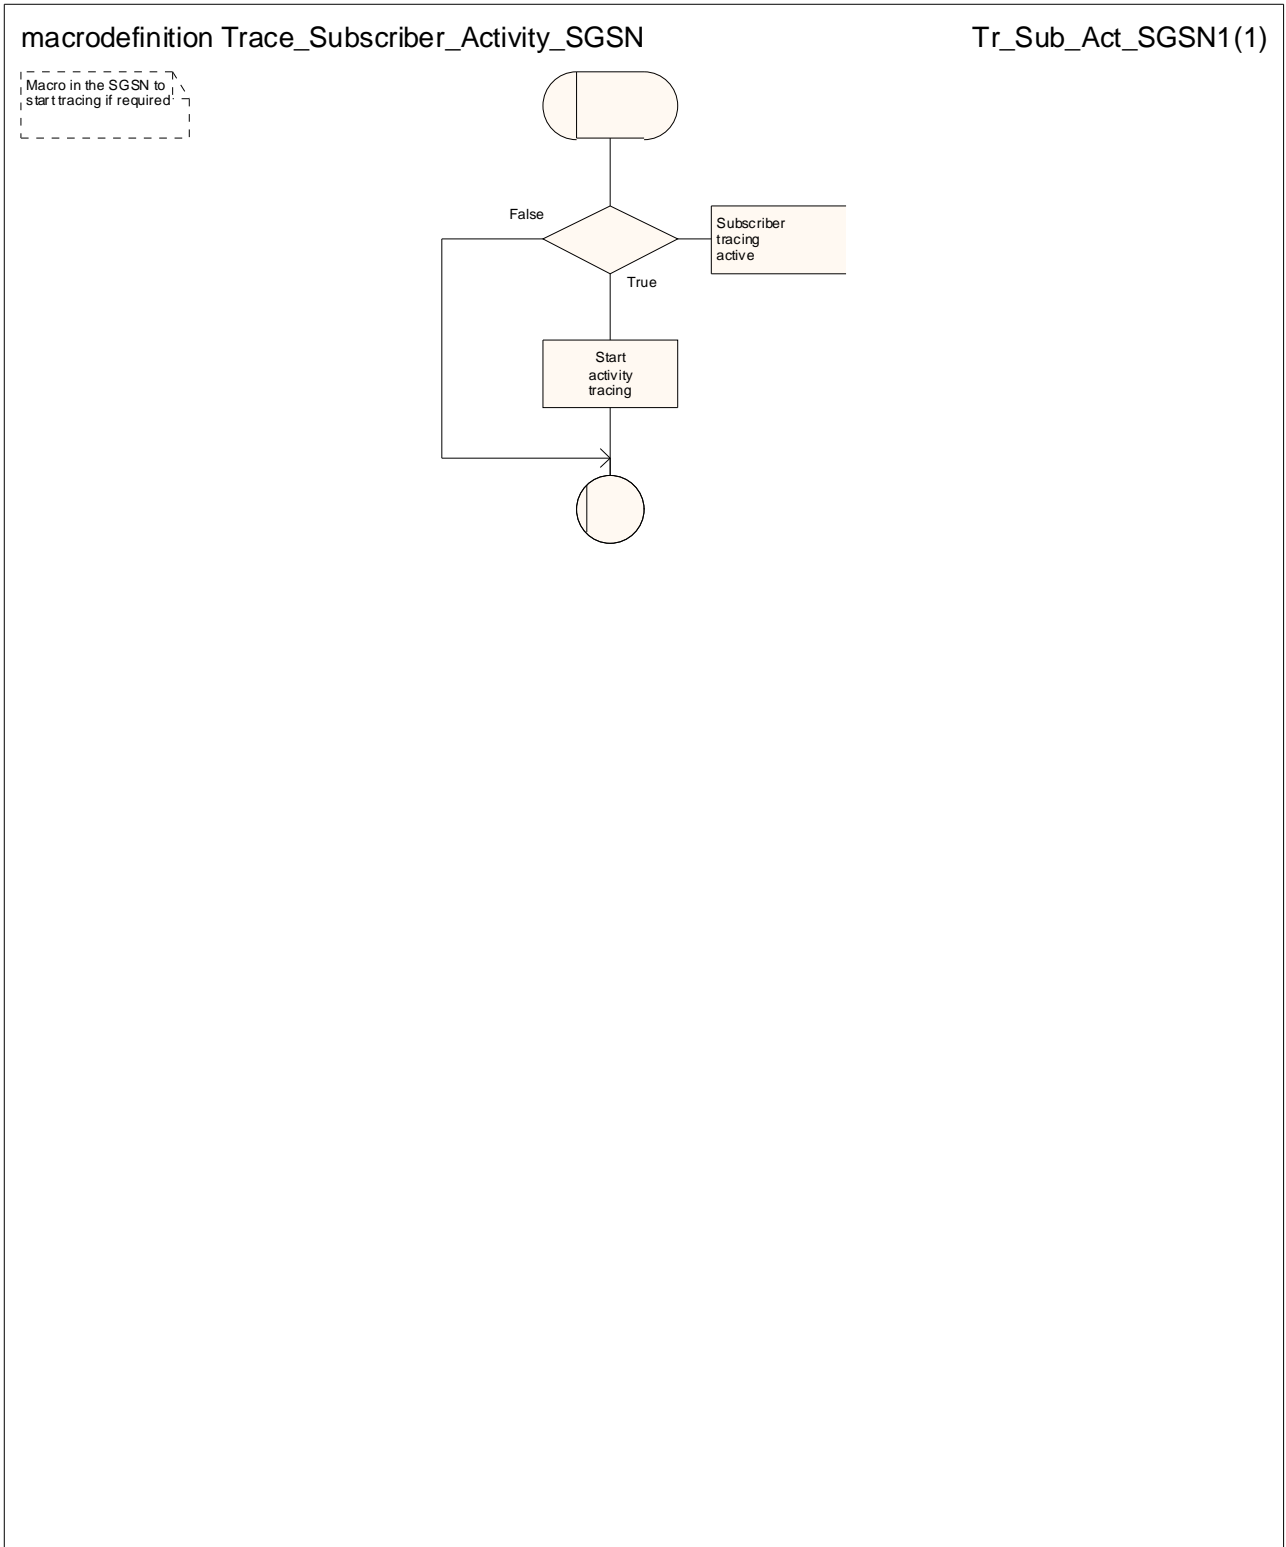 macrodefinition Trace_Subscriber_Activity_SGSN
Tr_Sub_Act_SGSN1(1)
Macro in the SGSN to
start tracing if required
False
Subscriber
tracing
active
True
Start
activity
tracing